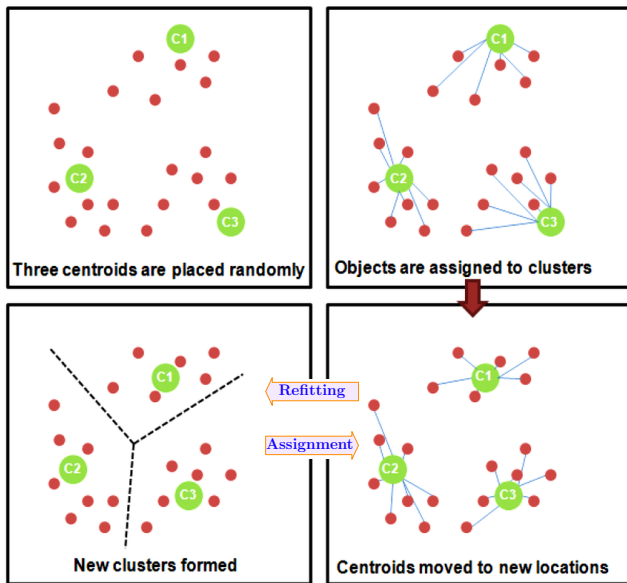 C1
C2
C3
Three centroids are placed randomly
C1
C2
C3
Objects are assigned to clusters
C1
C2
C3
New clusters formed
Refitting
Assignment
C1
C2
C3
Centroids moved to new locations